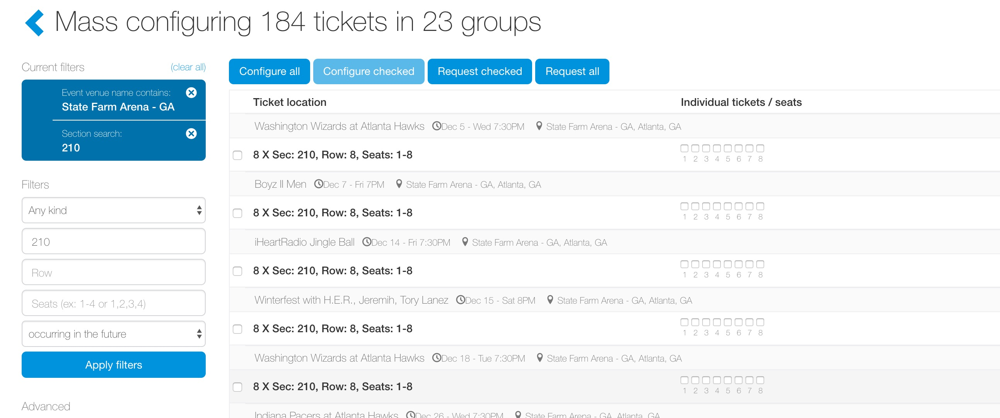 Mass configuring 184 tickets in 23 groups
Current filters (clear all)
Event venue name contains:
State Farm Arena - GA
Section search:
210
Filters
Any kind
210
Row
Seats (ex: 1-4 or 1,2,3,4)
occurring in the future
Apply filters
Advanced
Configure all Configure checked Request checked Request all
Ticket location Individual tickets / seats
Washington Wizards at Atlanta Hawks Dec 5 - Wed 7:30PM State Farm Arena - GA, Atlanta, GA
8 X Sec: 210, Row: 8, Seats: 1-8
1 2 3 4 5 6 7 8
Boyz II Men Dec 7 - Fri 7PM State Farm Arena - GA, Atlanta, GA
8 X Sec: 210, Row: 8, Seats: 1-8
1 2 3 4 5 6 7 8
iHeartRadio Jingle Ball Dec 14 - Fri 7:30PM State Farm Arena - GA, Atlanta, GA
8 X Sec: 210, Row: 8, Seats: 1-8
1 2 3 4 5 6 7 8
Winterfest with H.E.R., Jeremih, Tory Lanez Dec 15 - Sat 8PM State Farm Arena - GA, Atlanta, GA
8 X Sec: 210, Row: 8, Seats: 1-8
1 2 3 4 5 6 7 8
Washington Wizards at Atlanta Hawks Dec 18 - Tue 7:30PM State Farm Arena - GA, Atlanta, GA
8 X Sec: 210, Row: 8, Seats: 1-8
1 2 3 4 5 6 7 8
Indiana Pacers at Atlanta Hawks Dec 26 - Wed 7:30PM State Farm Arena - GA, Atlanta, GA